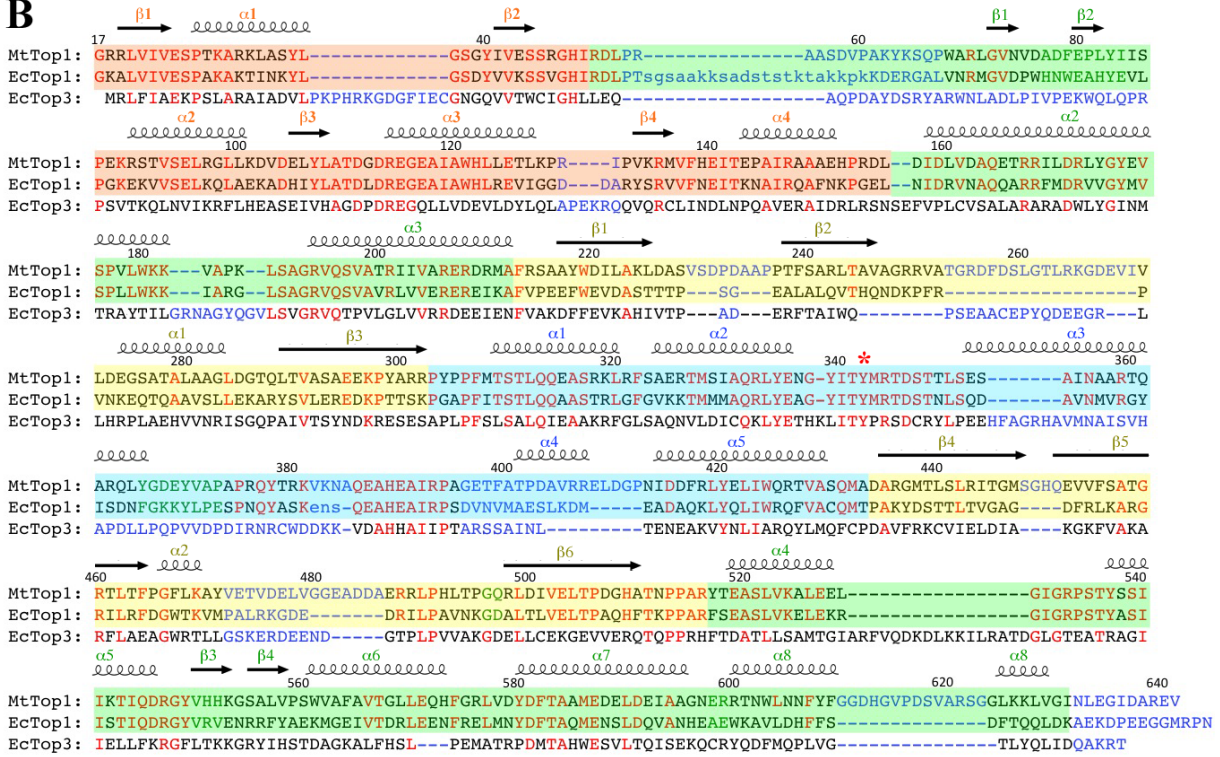 B
β1 α1 β2 β1 β2
17 40 60 80
MtTop1: GRRLVIVESPTKARKLASYL-------------GSGYIVESSRGHIRDLPR------------------AASDVPAKYKSQPWARLGVNVDADFEPLYIIS
EcTop1: GKALVIVESPAKAKTINKYL-------------GSDYVVKSSVGHIRDLPTsgsaakksadststktakkpkKDERGALVNRMGVDPWHNWEAHYEVL
EcTop3: MRLFIAEKPSLARAIADVLPKPHRKGDGFIECGNGQVVTWCIGHLLEQ-------------------AQPDAYDSRYARWNLADLPIVPEKWQLQPR
α2 β3 α3 β4 α4 α2
100 120 140 160
MtTop1: PEKRSTVSELRGLLKDVDELYLATDGDREGEAIAWHLLETLKPR----IPVKRMVFHEITEPAIRAAAEHPRDL--DIDLVDAQETRRILDRLYGYEV
EcTop1: PGKEKVVSELKQLAEKADHIYLATDLDREGEAIAWHLREVIGGD---DARYSRVVFNEITKNAIRQAFNKPGEL--NIDRVNAQQARRFMDRVVGYMV
EcTop3: PSVTKQLNVIKRFLHEASEIVHAGDPDREGQLLVDEVLDYLQLAPEKRQQVQRCLINDLNPQAVERAIDRLRSNSEFVPLCVSALARARADWLYGINM
α3 β1 β2
180 200 220 242 260
MtTop1: SPVLWKK---VAPK--LSAGRVQSVATRIIVARERDRMAFRSAAYWDILAKLDASVSDPDAAPPTFSARLTAVAGRRVATGRDFDSLGTLRKGDEVIV
EcTop1: SPLLWKK---IARG--LSAGRVQSVAVRLVVEREREIKAFVPEEFWEVDASTTTP---SG---EALALQVTHQNDKPFR-------------------P
EcTop3: TRAYTILGRNAGYQGVLSVGRVQTPVLGLVVRRDEEIENFVAKDFFEVKAHIVTP---AD---ERFTAIWQ--------PSEAACEPYQDEEGR---L
α1 β3 α1 α2 * α3
280 300 320 340 360
MtTop1: LDEGSATALAAGLDGTQLTVASAEEKPYARRPYPPFMTSTLQQEASRKLRFSAERTMSIAQRLYENG-YITYMRTDSTTLSES-------AINAARTQ
EcTop1: VNKEQTQAAVSLLEKARYSVLEREDKPTTSKPGAPFITSTLQQAASTRLGFGVKKTMMMAQRLYEAG-YITYMRTDSTNLSQD-------AVNMVRGY
EcTop3: LHRPLAEHVVNRISGQPAIVTSYNDKRESESAPLPFSLSALQIEAAKRFGLSAQNVLDICQKLYETHKLITYPRSDCRYLPEEHFAGRHAVMNAISVH
α4 α5 β4 β5
380 402 420 440
MtTop1: ARQLYGDEYVAPAPRQYTRKVKNAQEAHEAIRPAGETFATPDAVRRELDGPNIDDFRLYELIWQRTVASQMADARGMTLSLRITGMSGHQEVVFSATG
EcTop1: ISDNFGKKYLPESPNQYASKens-QEAHEAIRPSDVNVMAESLKDM-----EADAQKLYQLIWRQFVACQMTPAKYDSTTLTVGAG----DFRLKARG
EcTop3: APDLLPQPVVDPDIRNRCWDDKK-VDAHHAIIPTARSSAINL---------TENEAKVYNLIARQYLMQFCPDAVFRKCVIELDIA----KGKFVAKA
α2 β6 α4
460 480 500 520 540
MtTop1: RTLTFPGFLKAYVETVDELVGGEADDAERRLPHLTPGQRLDIVELTPDGHATNPPARYTEASLVKALEEL-----------------GIGRPSTYSSI
EcTop1: RILRFDGWTKVMPALRKGDE-------DRILPAVNKGDALTLVELTPAQHFTKPPARFSEASLVKELEKR-----------------GIGRPSTYASI
EcTop3: RFLAEAGWRTLLGSKERDEEND-----GTPLPVVAKGDELLCEKGEVVERQTQPPRHFTDATLLSAMTGIARFVQDKDLKKILRATDGLGTEATRAGI
α5 β3 β4 α6 α7 α8 α8
560 580 600 620 640
MtTop1: IKTIQDRGYVHHKGSALVPSWVAFAVTGLLEQHFGRLVDYDFTAAMEDELDEIAAGNERRTNWLNNFYFGGDHGVPDSVARSGGLKKLVGINLEGIDAREV
EcTop1: ISTIQDRGYVRVENRRFYAEKMGEIVTDRLEENFRELMNYDFTAQMENSLDQVANHEAEWKAVLDHFFS---------------DFTQQLDKAEKDPEEGGMRPN
EcTop3: IELLFKRGFLTKKGRYIHSTDAGKALFHSL---PEMATRPDMTAHWESVLTQISEKQCRYQDFMQPLVG---------------TLYQLIDQAKRT